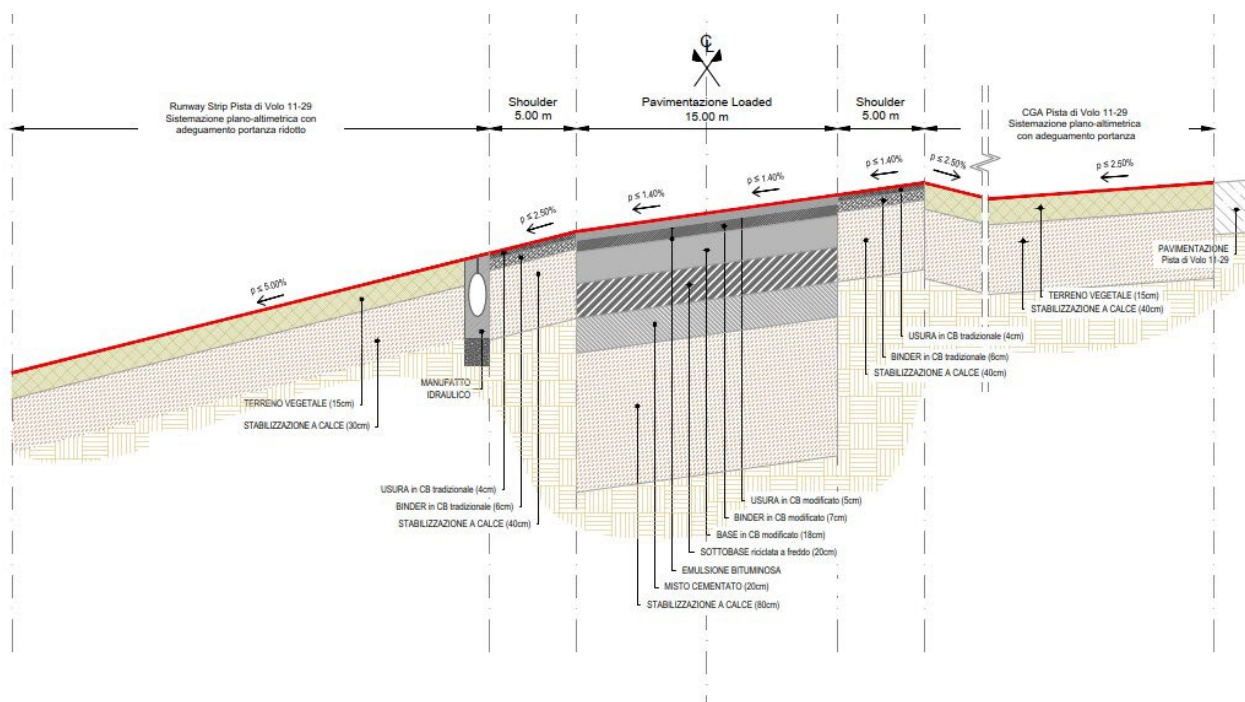 Runway Strip Pista di Volo 11-29
Sistemazione plano-altimetrica con
adeguamento portanza ridotto
Shoulder
5.00 m
CL
Pavimentazione Loaded
15.00 m
Shoulder
5.00 m
CGA Pista di Volo 11-29
Sistemazione plano-altimetrica
con adeguamento portanza
p ≤ 5.00%
p ≤ 2.50%
p ≤ 1.40%
p ≤ 1.40%
p ≤ 1.40%
p ≤ 2.50%
p ≤ 2.50%
PAVIMENTAZIONE
Pista di Volo 11-29
TERRENO VEGETALE (15cm)
STABILIZZAZIONE A CALCE (40cm)
USURA in CB tradizionale (4cm)
BINDER in CB tradizionale (6cm)
STABILIZZAZIONE A CALCE (40cm)
MANUFATTO
IDRAULICO
TERRENO VEGETALE (15cm)
STABILIZZAZIONE A CALCE (30cm)
USURA in CB tradizionale (4cm)
BINDER in CB tradizionale (6cm)
STABILIZZAZIONE A CALCE (40cm)
USURA in CB modificato (5cm)
BINDER in CB modificato (7cm)
BASE in CB modificato (18cm)
SOTTOBASE riciclata a freddo (20cm)
EMULSIONE BITUMINOSA
MISTO CEMENTATO (20cm)
STABILIZZAZIONE A CALCE (80cm)